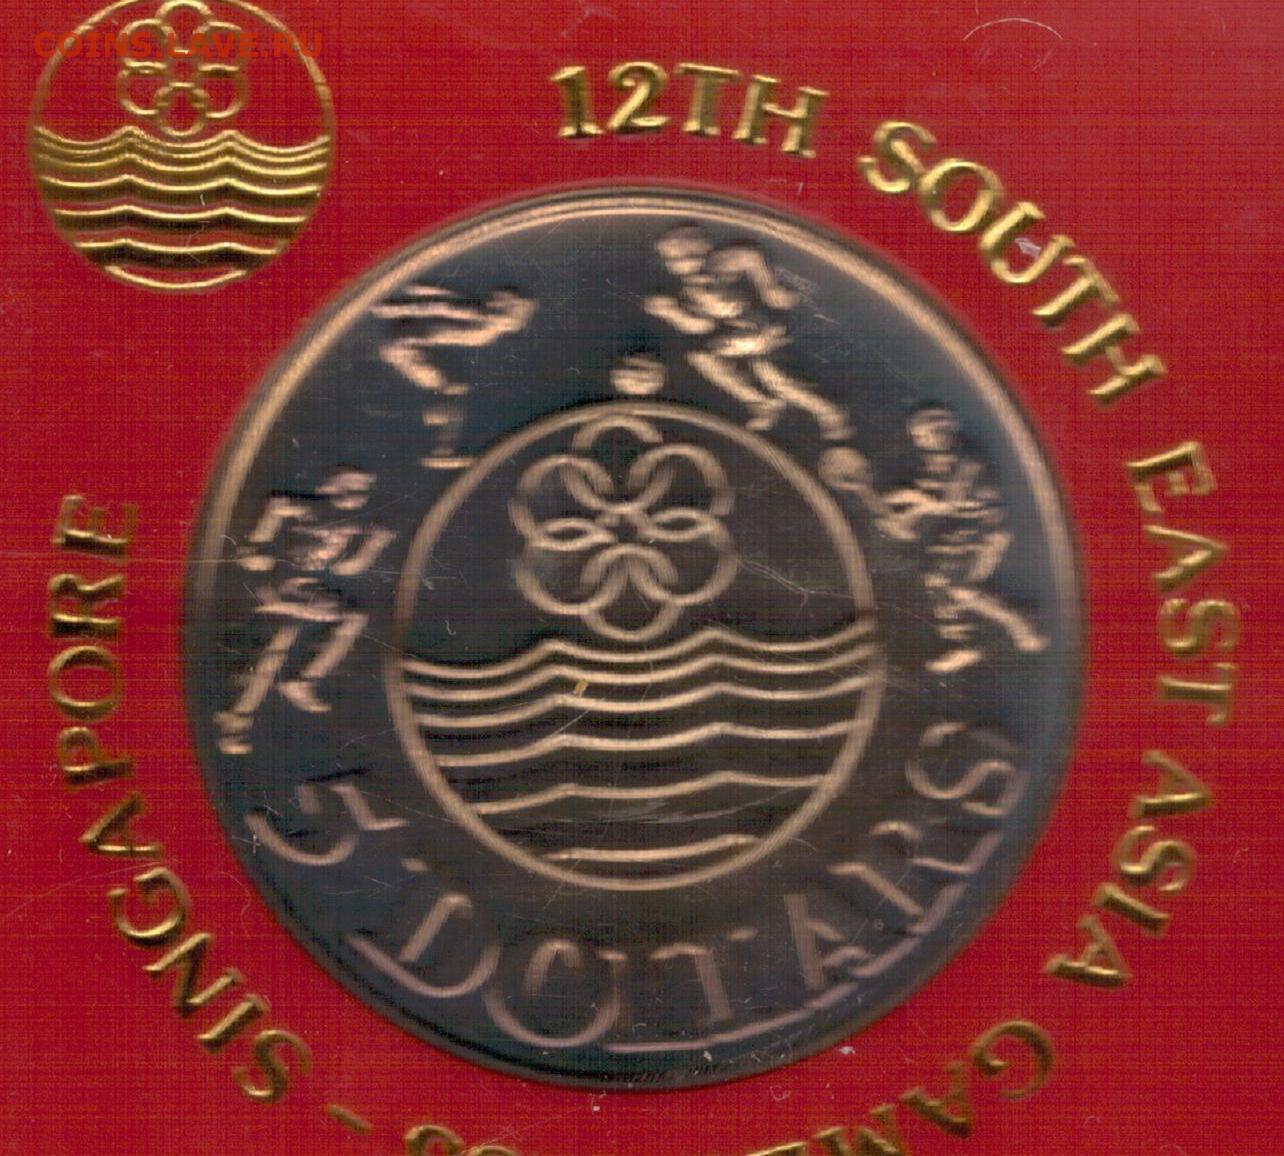 COINS.LAVE.RU
12TH SOUTH EAST ASIA GAMES - SINGAPORE
5 DOLLARS